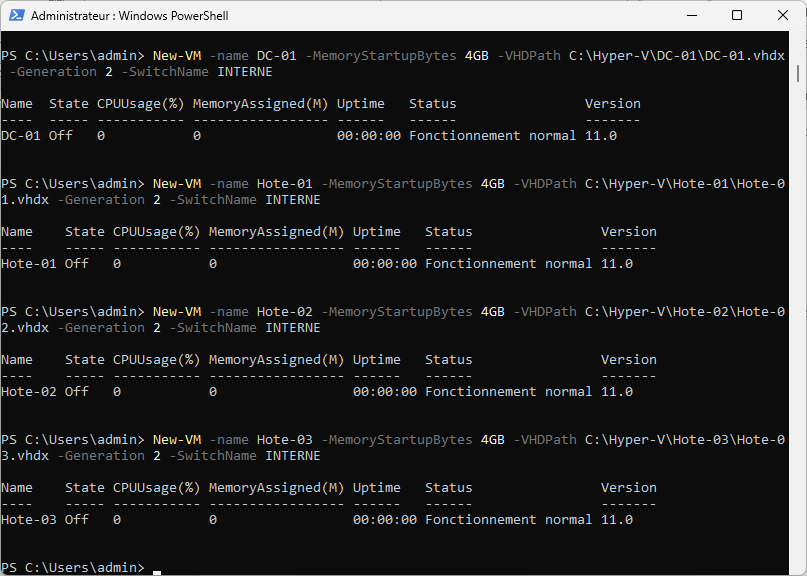 Administrateur : Windows PowerShell
PS C:\Users\admin> New-VM -name DC-01 -MemoryStartupBytes 4GB -VHDPath C:\Hyper-V\DC-01\DC-01.vhdx
-Generation 2 -SwitchName INTERNE
Name State CPUUsage(%) MemoryAssigned(M) Uptime Status Version
---- ----- ----------- ----------------- ------ ------ -------
DC-01 Off 0 0 00:00:00 Fonctionnement normal 11.0
PS C:\Users\admin> New-VM -name Hote-01 -MemoryStartupBytes 4GB -VHDPath C:\Hyper-V\Hote-01\Hote-0
1.vhdx -Generation 2 -SwitchName INTERNE
Name State CPUUsage(%) MemoryAssigned(M) Uptime Status Version
---- ----- ----------- ----------------- ------ ------ -------
Hote-01 Off 0 0 00:00:00 Fonctionnement normal 11.0
PS C:\Users\admin> New-VM -name Hote-02 -MemoryStartupBytes 4GB -VHDPath C:\Hyper-V\Hote-02\Hote-0
2.vhdx -Generation 2 -SwitchName INTERNE
Name State CPUUsage(%) MemoryAssigned(M) Uptime Status Version
---- ----- ----------- ----------------- ------ ------ -------
Hote-02 Off 0 0 00:00:00 Fonctionnement normal 11.0
PS C:\Users\admin> New-VM -name Hote-03 -MemoryStartupBytes 4GB -VHDPath C:\Hyper-V\Hote-03\Hote-0
3.vhdx -Generation 2 -SwitchName INTERNE
Name State CPUUsage(%) MemoryAssigned(M) Uptime Status Version
---- ----- ----------- ----------------- ------ ------ -------
Hote-03 Off 0 0 00:00:00 Fonctionnement normal 11.0
PS C:\Users\admin>